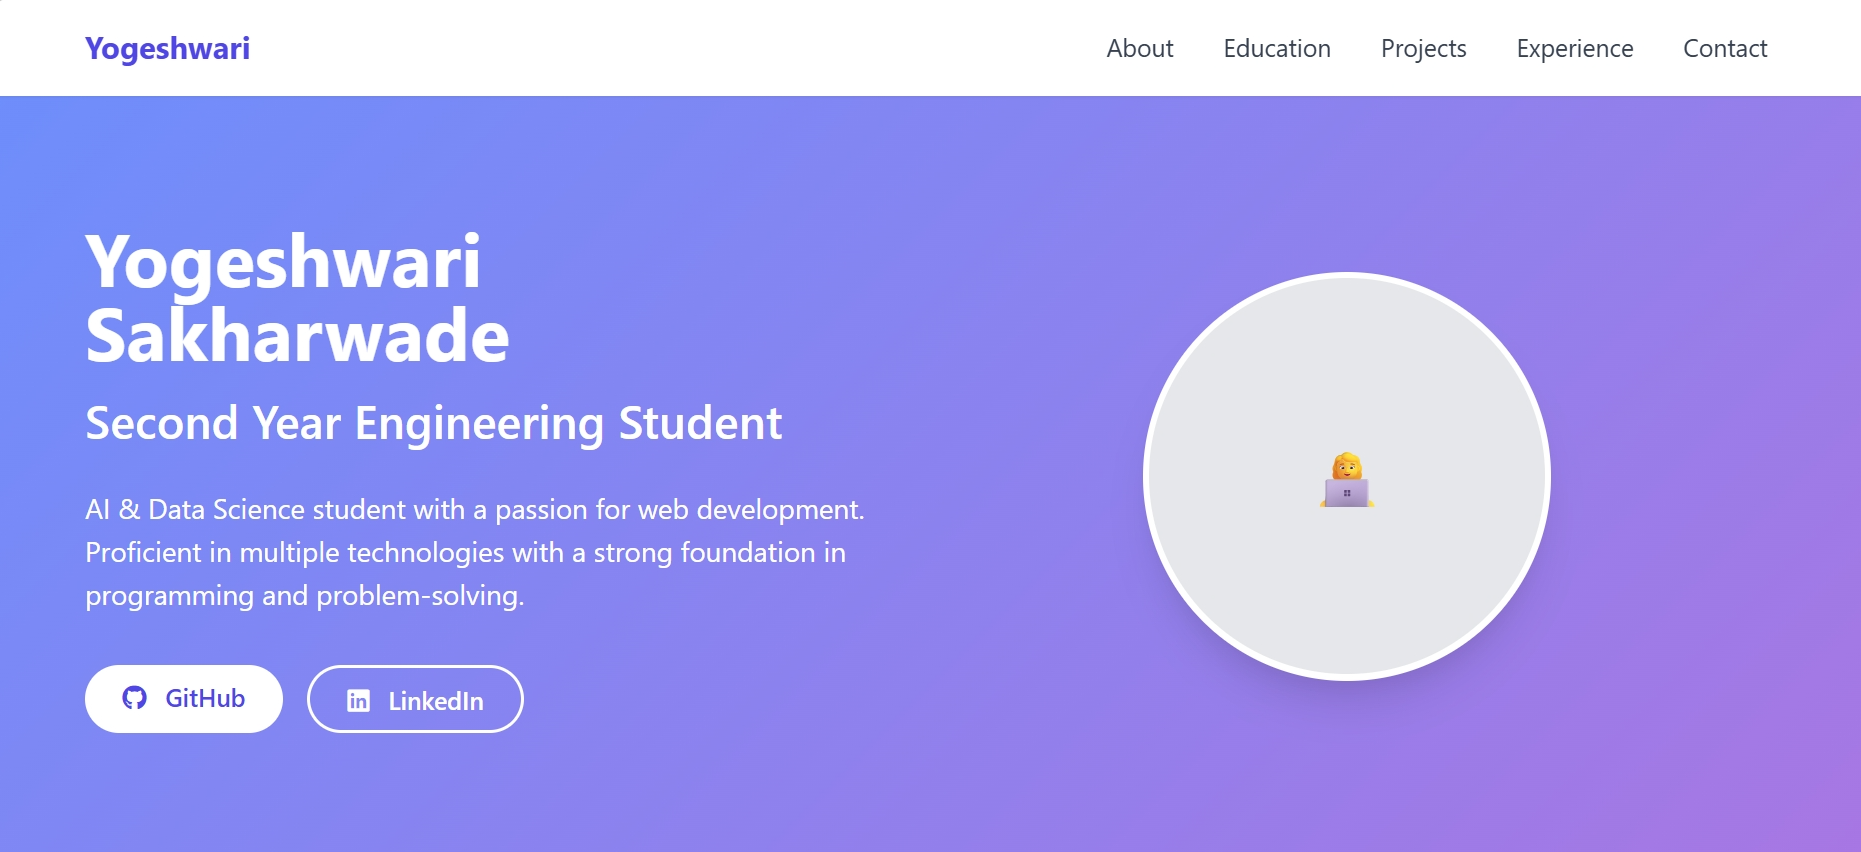 Yogeshwari
About Education Projects Experience Contact
Yogeshwari
Sakharwade
Second Year Engineering Student
AI & Data Science student with a passion for web development.
Proficient in multiple technologies with a strong foundation in
programming and problem-solving.
GitHub
LinkedIn